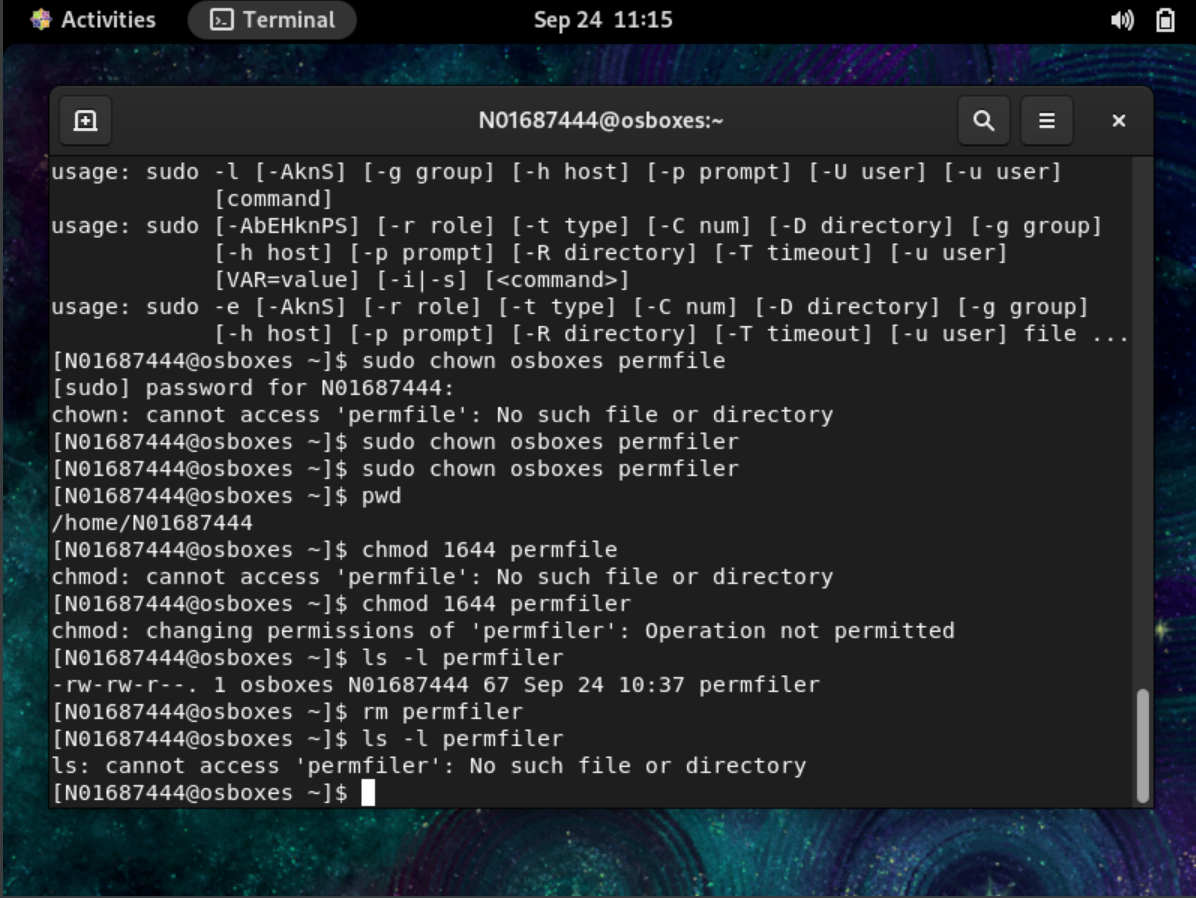 Activities Terminal Sep 24 11:15
N01687444@osboxes:~
usage: sudo -l [-AknS] [-g group] [-h host] [-p prompt] [-U user] [-u user]
            [command]
usage: sudo [-AbEHknPS] [-r role] [-t type] [-C num] [-D directory] [-g group]
            [-h host] [-p prompt] [-R directory] [-T timeout] [-u user]
            [VAR=value] [-i|-s] [<command>]
usage: sudo -e [-AknS] [-r role] [-t type] [-C num] [-D directory] [-g group]
            [-h host] [-p prompt] [-R directory] [-T timeout] [-u user] file ...
[N01687444@osboxes ~]$ sudo chown osboxes permfile
[sudo] password for N01687444:
chown: cannot access 'permfile': No such file or directory
[N01687444@osboxes ~]$ sudo chown osboxes permfiler
[N01687444@osboxes ~]$ sudo chown osboxes permfiler
[N01687444@osboxes ~]$ pwd
/home/N01687444
[N01687444@osboxes ~]$ chmod 1644 permfile
chmod: cannot access 'permfile': No such file or directory
[N01687444@osboxes ~]$ chmod 1644 permfiler
chmod: changing permissions of 'permfiler': Operation not permitted
[N01687444@osboxes ~]$ ls -l permfiler
-rw-rw-r--. 1 osboxes N01687444 67 Sep 24 10:37 permfiler
[N01687444@osboxes ~]$ rm permfiler
[N01687444@osboxes ~]$ ls -l permfiler
ls: cannot access 'permfiler': No such file or directory
[N01687444@osboxes ~]$